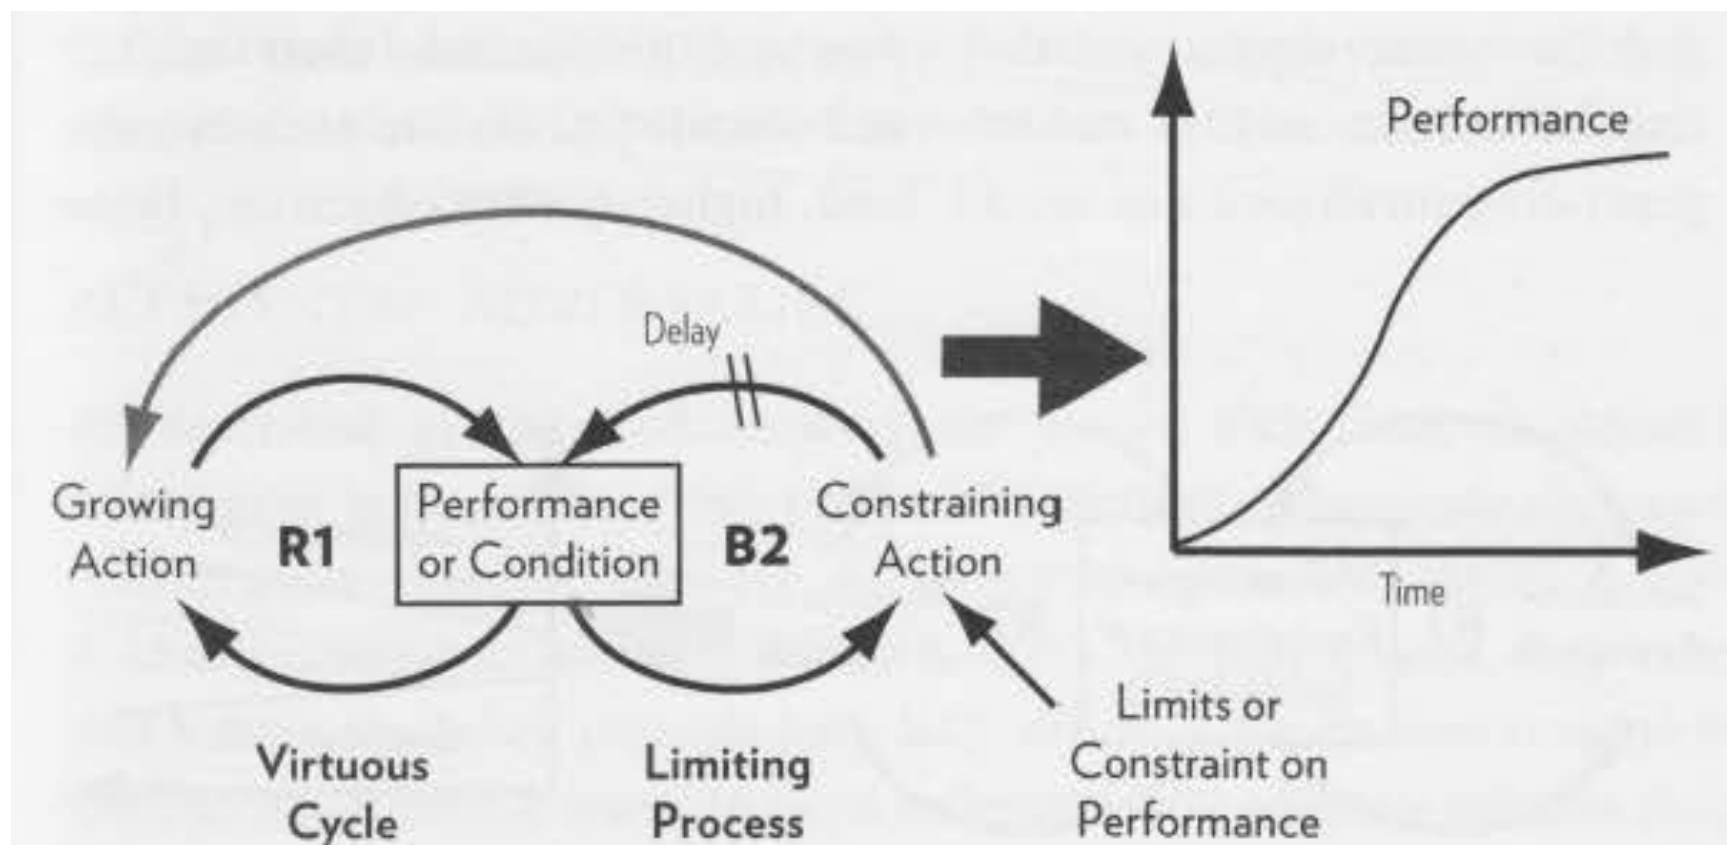 Performance
Delay
Growing
Action
R1
Performance
or Condition
B2
Constraining
Action
Time
Virtuous
Cycle
Limiting
Process
Limits or
Constraint on
Performance